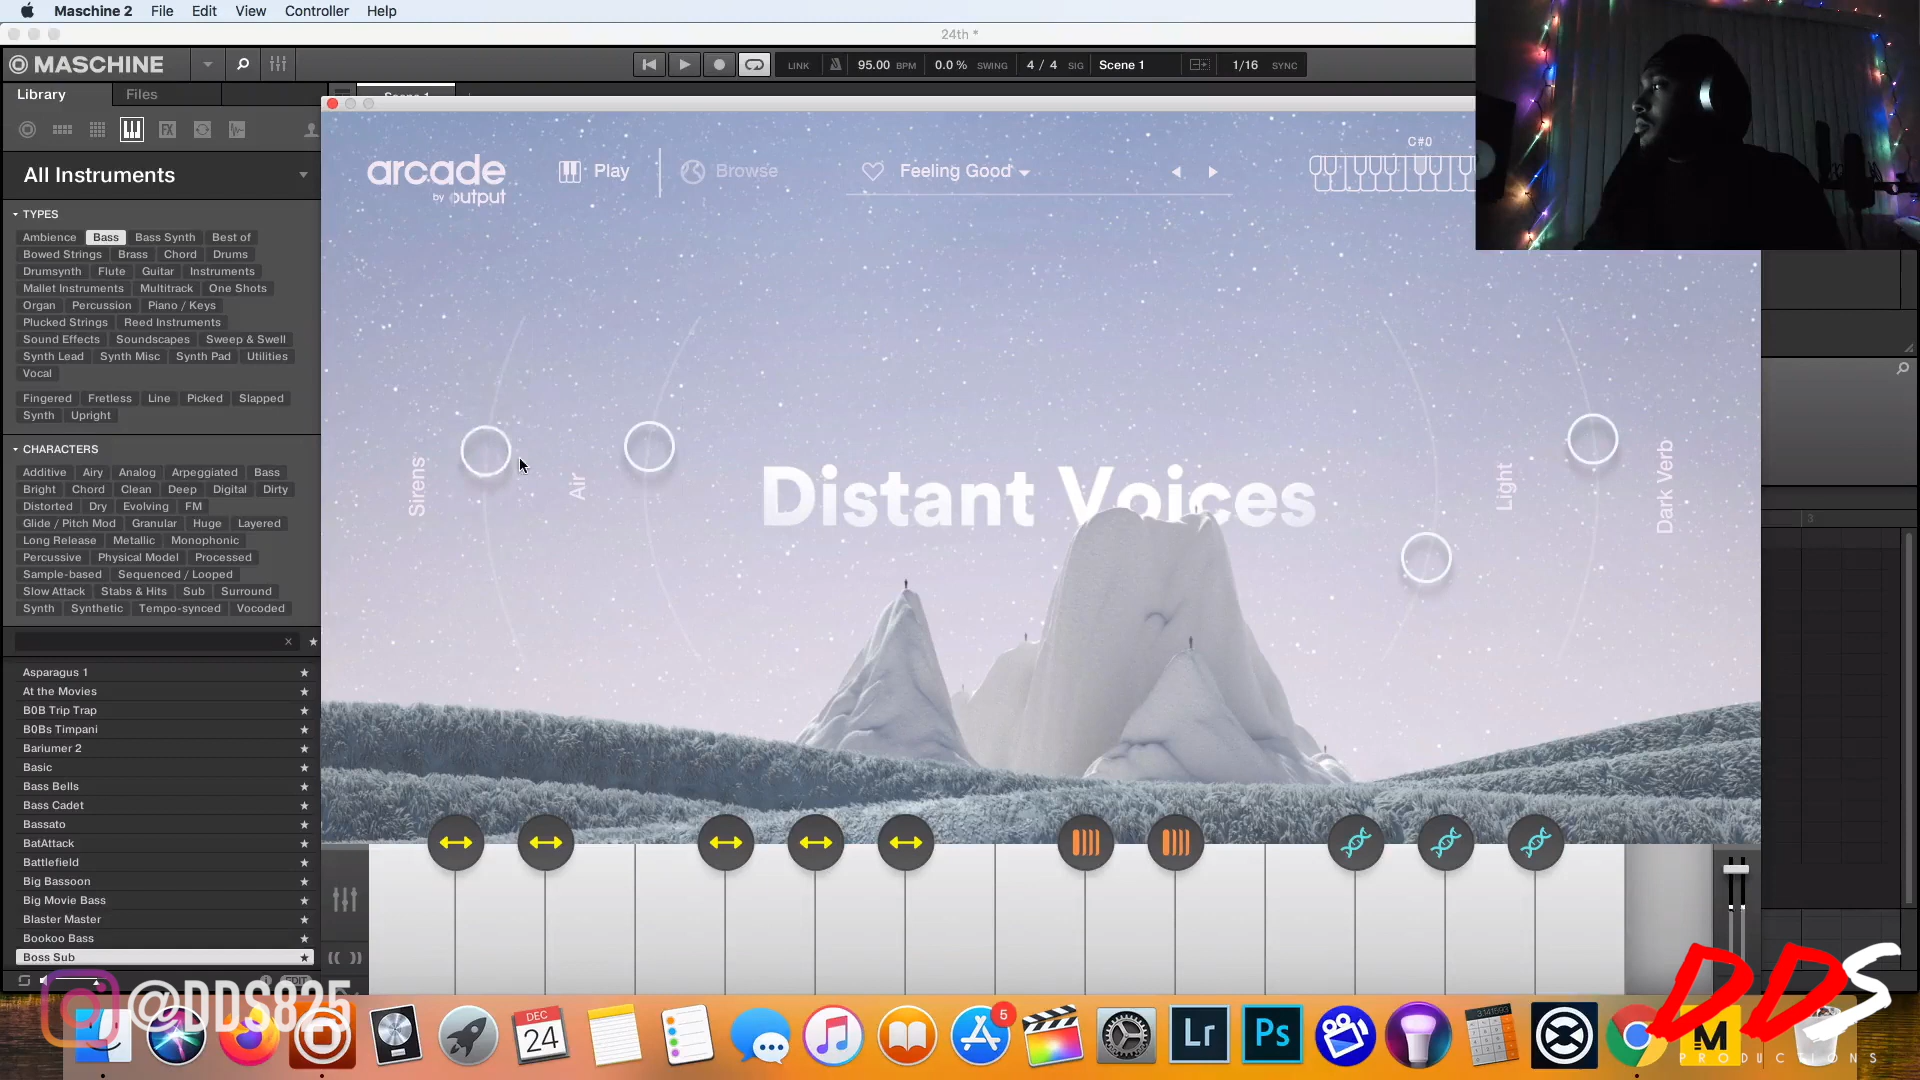 Maschine 2 File Edit View Controller Help
24th *
MASCHINE
LINK 95.00 BPM 0.0 % SWING 4 / 4 SIG Scene 1 1/16 SYNC
Library Files
All Instruments
TYPES
Ambience Bass Bass Synth Best of
Bowed Strings Brass Chord Drums
Drumsynth Flute Guitar Instruments
Mallet Instruments Multitrack One Shots
Organ Percussion Piano / Keys
Plucked Strings Reed Instruments
Sound Effects Soundscapes Sweep & Swell
Synth Lead Synth Misc Synth Pad Utilities
Vocal
Fingered Fretless Line Picked Slapped
Synth Upright
CHARACTERS
Additive Airy Analog Arpeggiated Bass
Bright Chord Clean Deep Digital Dirty
Distorted Dry Evolving FM
Glide / Pitch Mod Granular Huge Layered
Long Release Metallic Monophonic
Percussive Physical Model Processed
Sample-based Sequenced / Looped
Slow Attack Stabs & Hits Sub Surround
Synth Synthetic Tempo-synced Vocoded
Asparagus 1
At the Movies
B0B Trip Trap
B0Bs Timpani
Bariumer 2
Basic
Bass Bells
Bass Cadet
Bassato
BatAttack
Battlefield
Big Bassoon
Big Movie Bass
Blaster Master
Bookoo Bass
Boss Sub
EDIT
arcade
by output
Play
Browse
Feeling Good
C#0
Sirens
Air
Distant Voices
Light
Dark Verb
3
@DDS825
DEC
24
5
Lr
Ps
3.141593
M
DDS
PRODUCTIONS